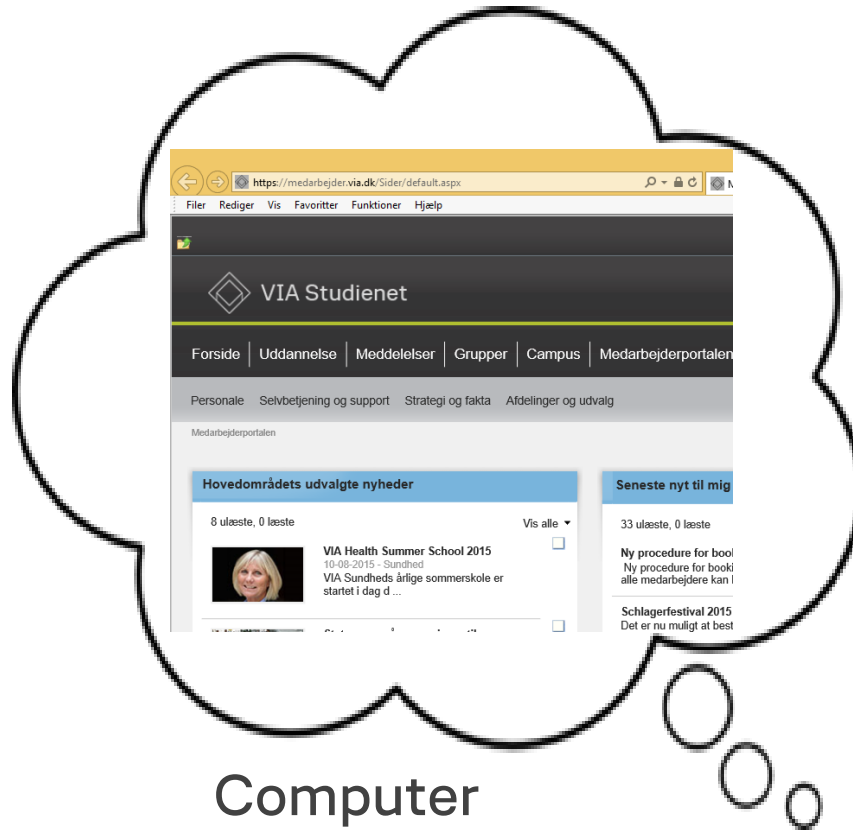 https://medarbejder.via.dk/Sider/default.aspx
Filer Rediger Vis Favoritter Funktioner Hjælp
VIA Studienet
Forside Uddannelse Meddelelser Grupper Campus Medarbejderportalen
Personale Selvbetjening og support Strategi og fakta Afdelinger og udvalg
Medarbejderportalen
Hovedområdets udvalgte nyheder
8 ulæste, 0 læste Vis alle
VIA Health Summer School 2015
10-08-2015 - Sundhed
VIA Sundheds årlige sommerskole er
startet i dag d ...
Seneste nyt til mig
33 ulæste, 0 læste
Ny procedure for
Ny procedure for
alle medarbejdere kan
Schlagerfestival 2015
Det er nu muligt at
Computer